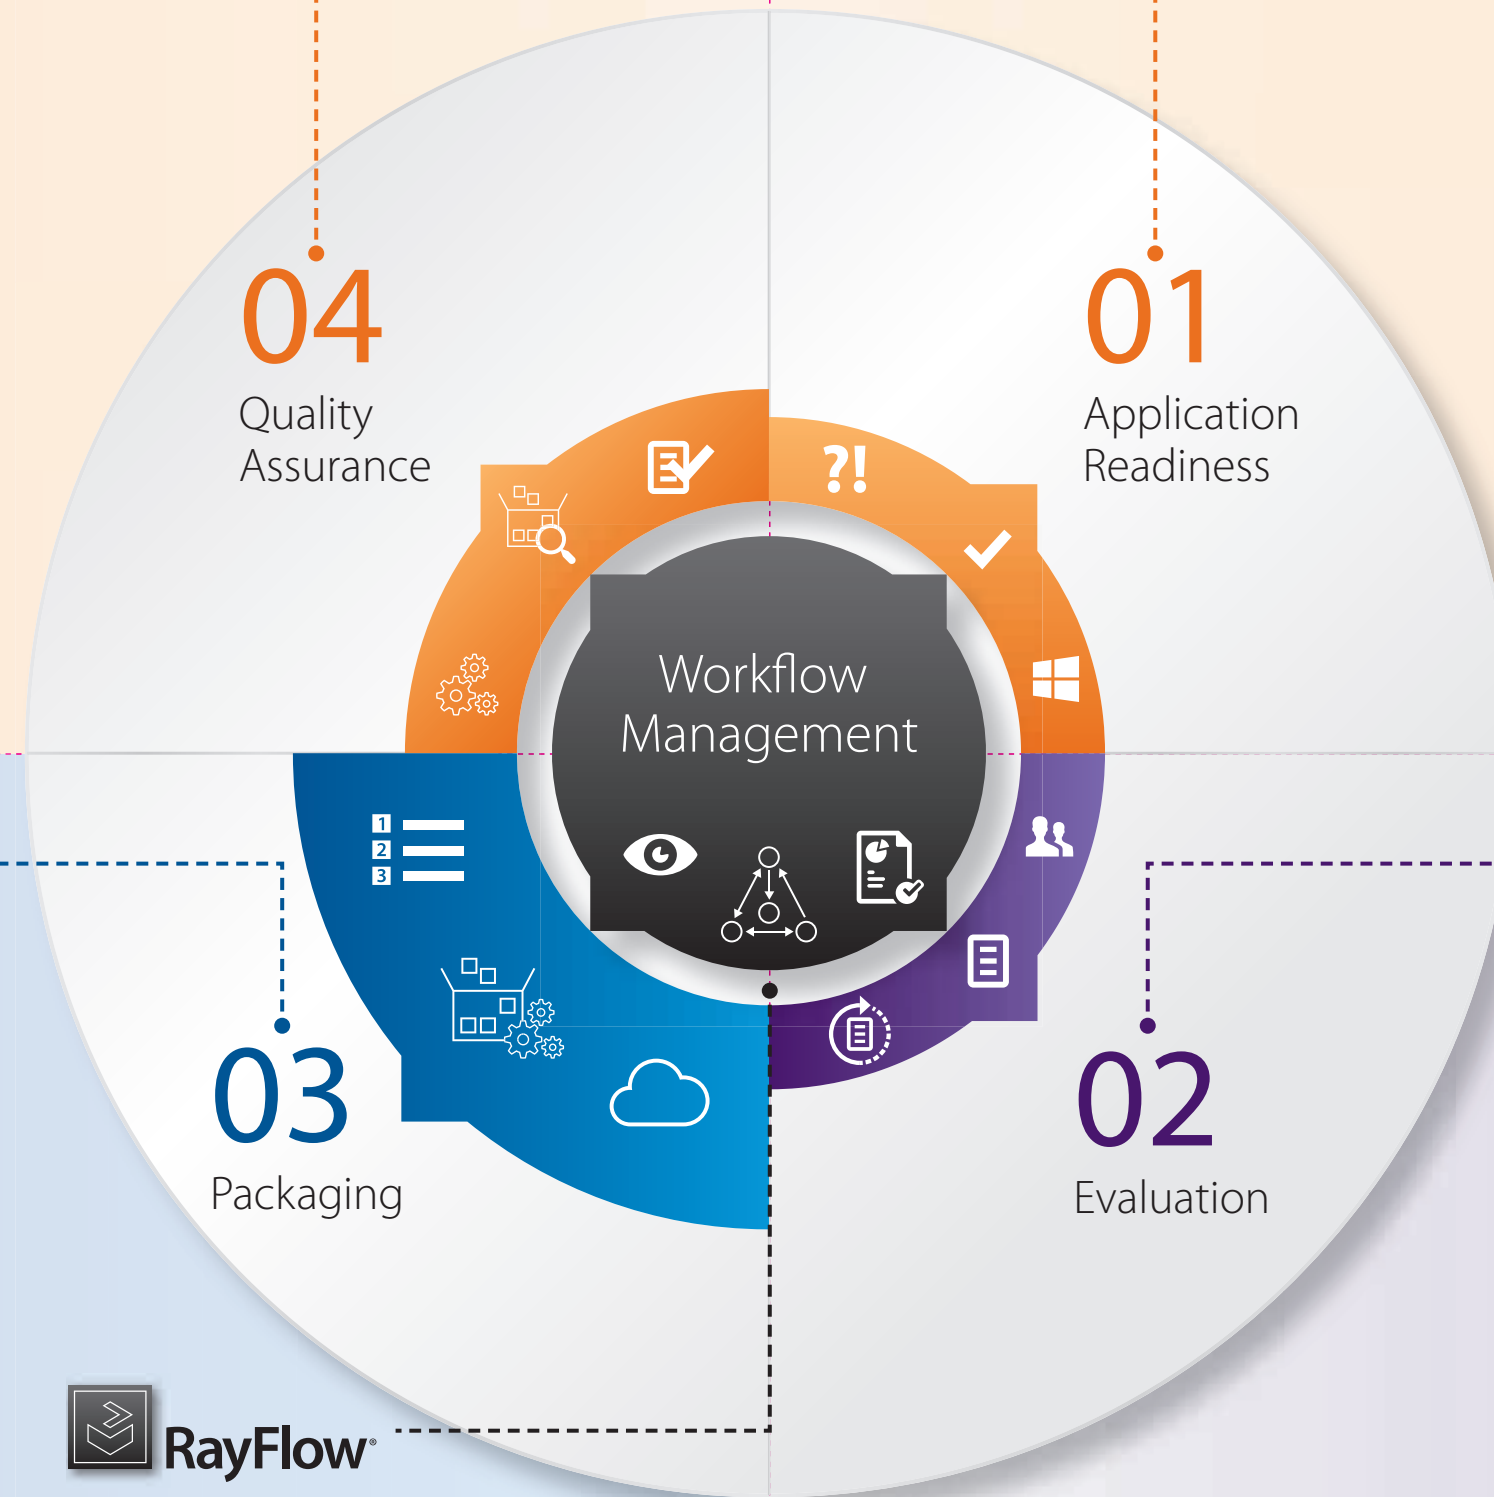 04
Quality
Assurance
01
Application
Readiness
?!
Workflow
Management
1
2
3
03
Packaging
02
Evaluation
RayFlow®